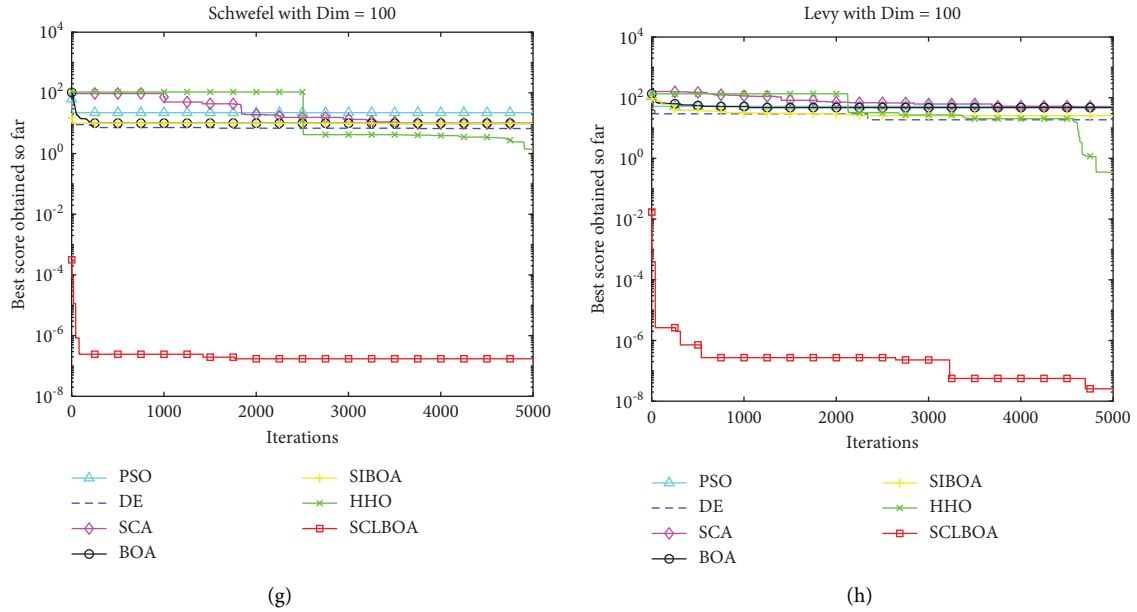 Schwefel with Dim = 100
10^4
10^2
10^0
10^-2
10^-4
10^-6
10^-8
Best score obtained so far
0
1000
2000
3000
4000
5000
Iterations
PSO
DE
SCA
BOA
SIBOA
HHO
SCLBOA
(g)
Levy with Dim = 100
10^4
10^2
10^0
10^-2
10^-4
10^-6
10^-8
Best score obtained so far
0
1000
2000
3000
4000
5000
Iterations
PSO
DE
SCA
BOA
SIBOA
HHO
SCLBOA
(h)